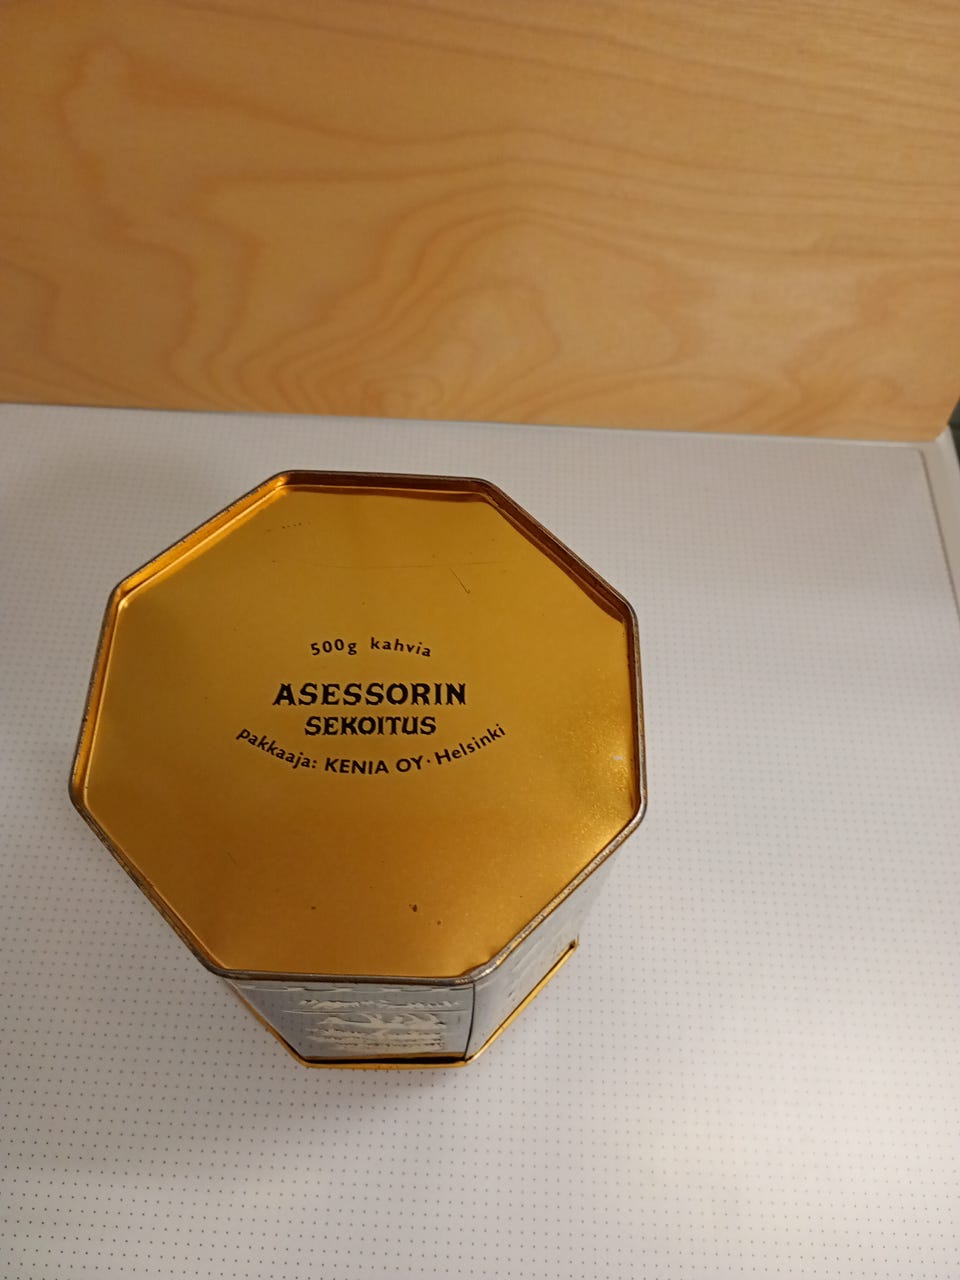 500g kahvia
ASESSORIN
SEKOITUS
pakkaaja: KENIA OY · Helsinki